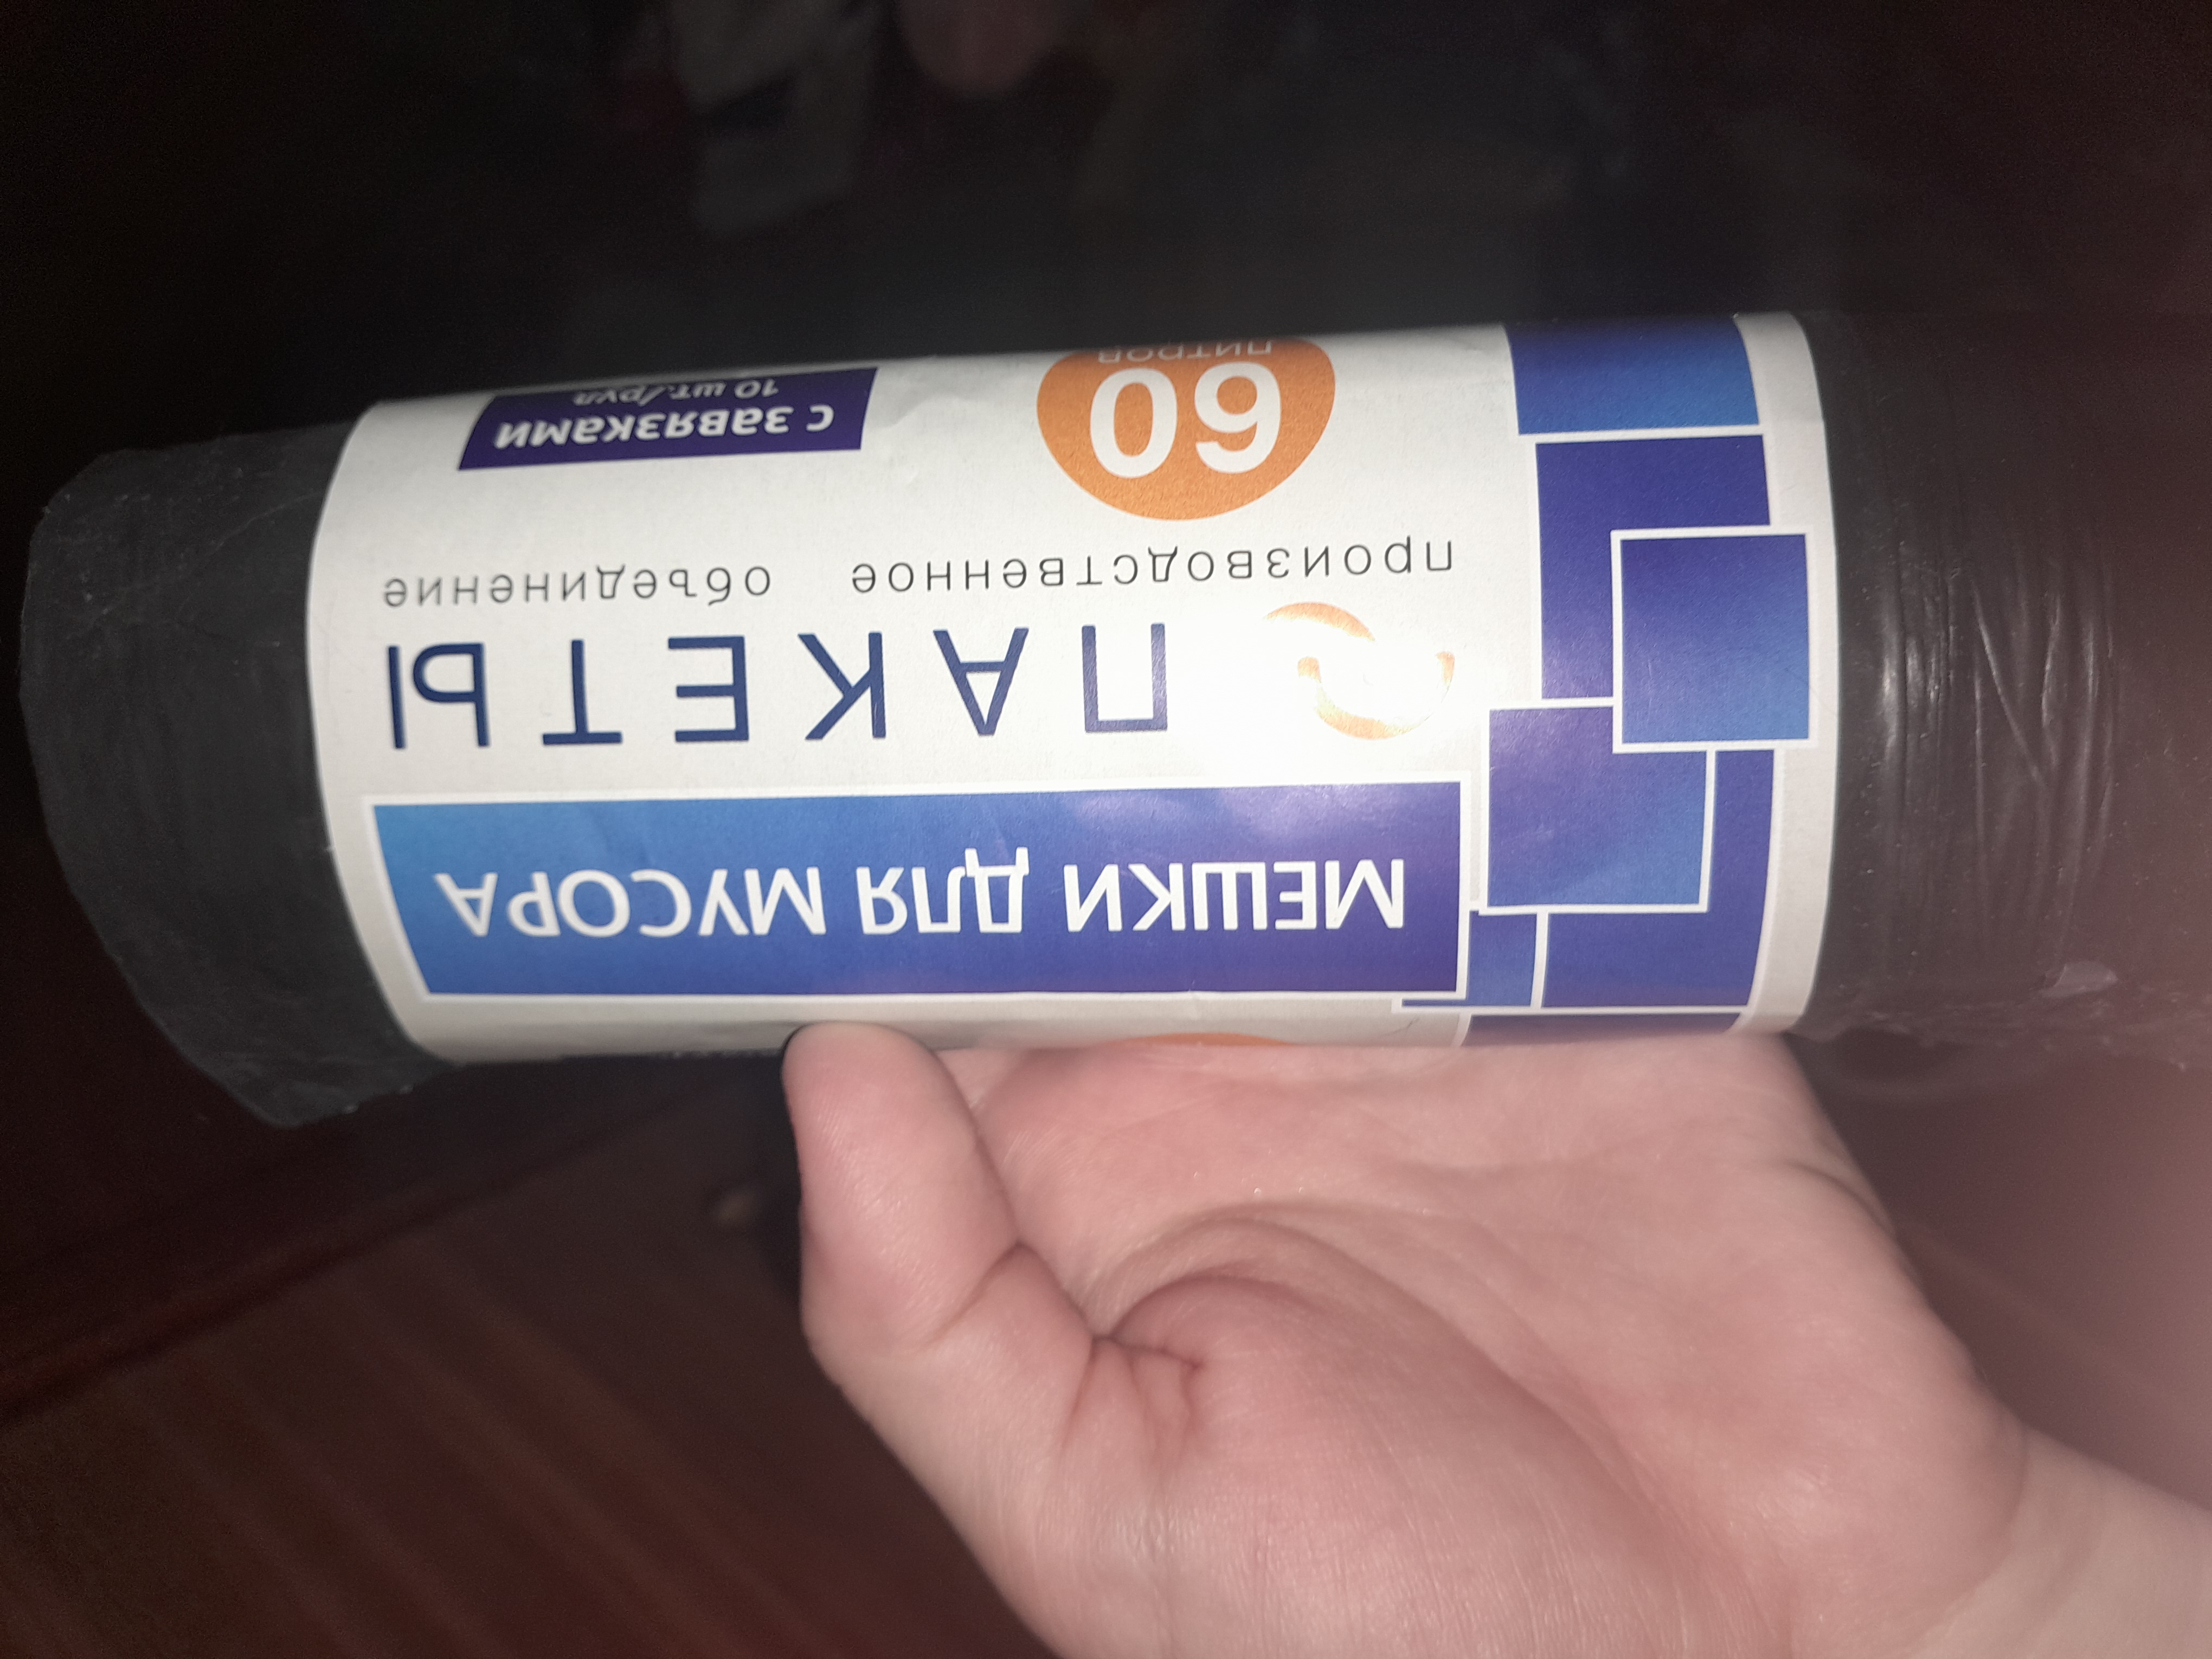 МЕШКИ ДЛЯ МУСОРА
ПАКЕТЫ
производственное объединение
60
литров
с завязками
10 шт./рул